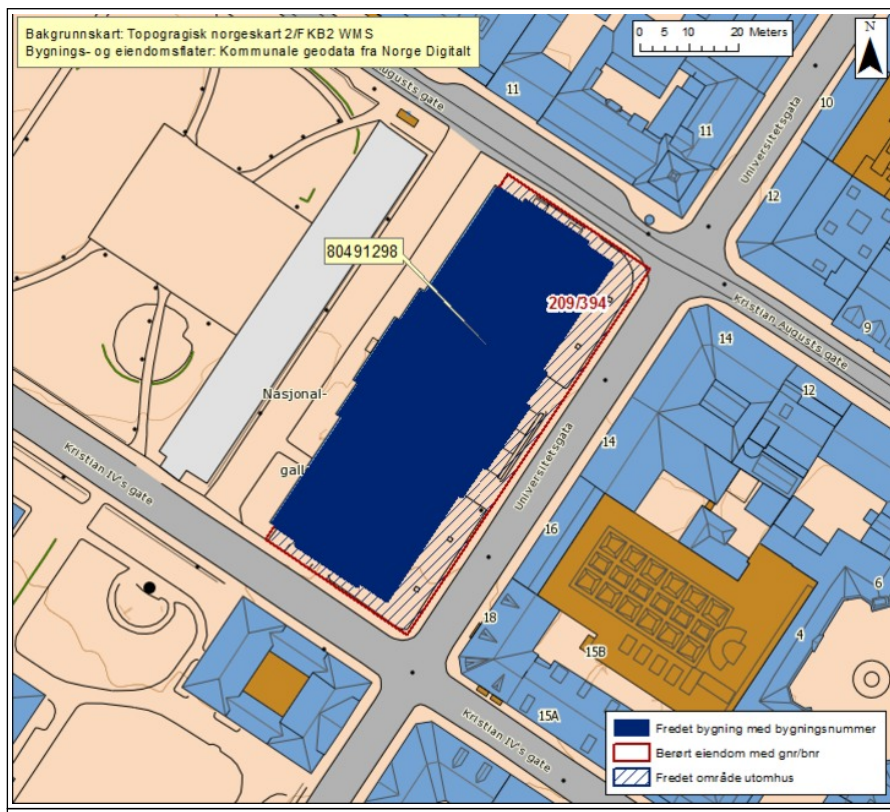 Bakgrunnskart: Topogragisk norgeskart 2/FKB2 WMS
Bygnings- og eiendomsflater: Kommunale geodata fra Norge Digitalt
0 5 10 20 Meters
N
Augusts gate
11
11
10
Universitetsgata
12
80491298
209/394
Kristian Augusts gate
9
14
12
Nasjonal-
gall
14
Universitetsgata
Kristian IV's gate
16
6
18
4
15B
15A
Kristian IV's gate
Fredet bygning med bygningsnummer
Berørt eiendom med gnr/bnr
Fredet område utomhus